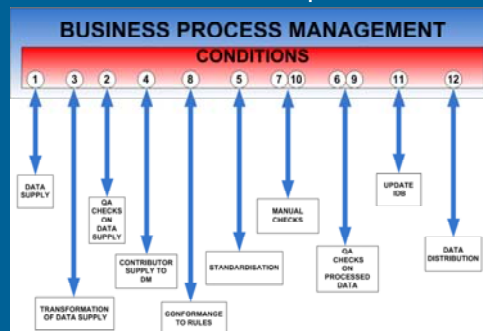 BUSINESS PROCESS MANAGEMENT
CONDITIONS
1 3 2 4 8 5 7 10 6 9 11 12
DATA
SUPPLY
TRANSFORMATION
OF DATA SUPPLY
QA
CHECKS
ON
DATA
SUPPLY
CONTRIBUTOR
SUPPLY TO
DM
CONFORMANCE
TO RULES
STANDARDISATION
MANUAL
CHECKS
QA
CHECKS
ON
PROCESSED
DATA
UPDATE
IDB
DATA
DISTRIBUTION